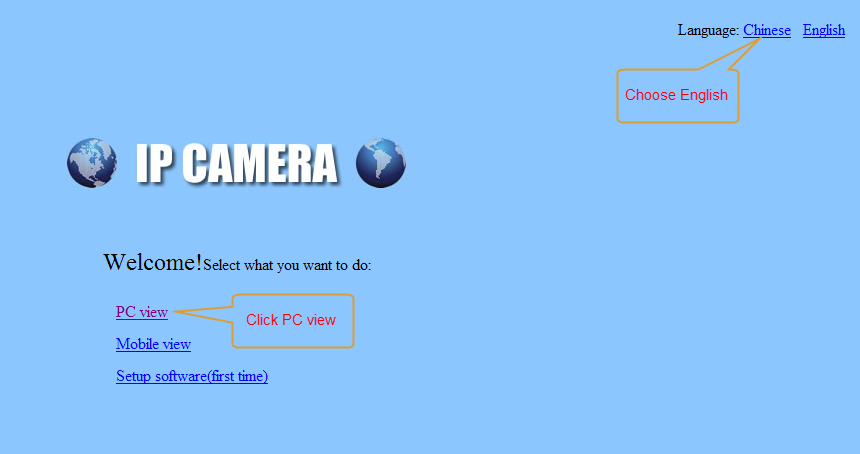 Language: Chinese English
Choose English
IP CAMERA
Welcome!Select what you want to do:
PC view
Click PC view
Mobile view
Setup software(first time)